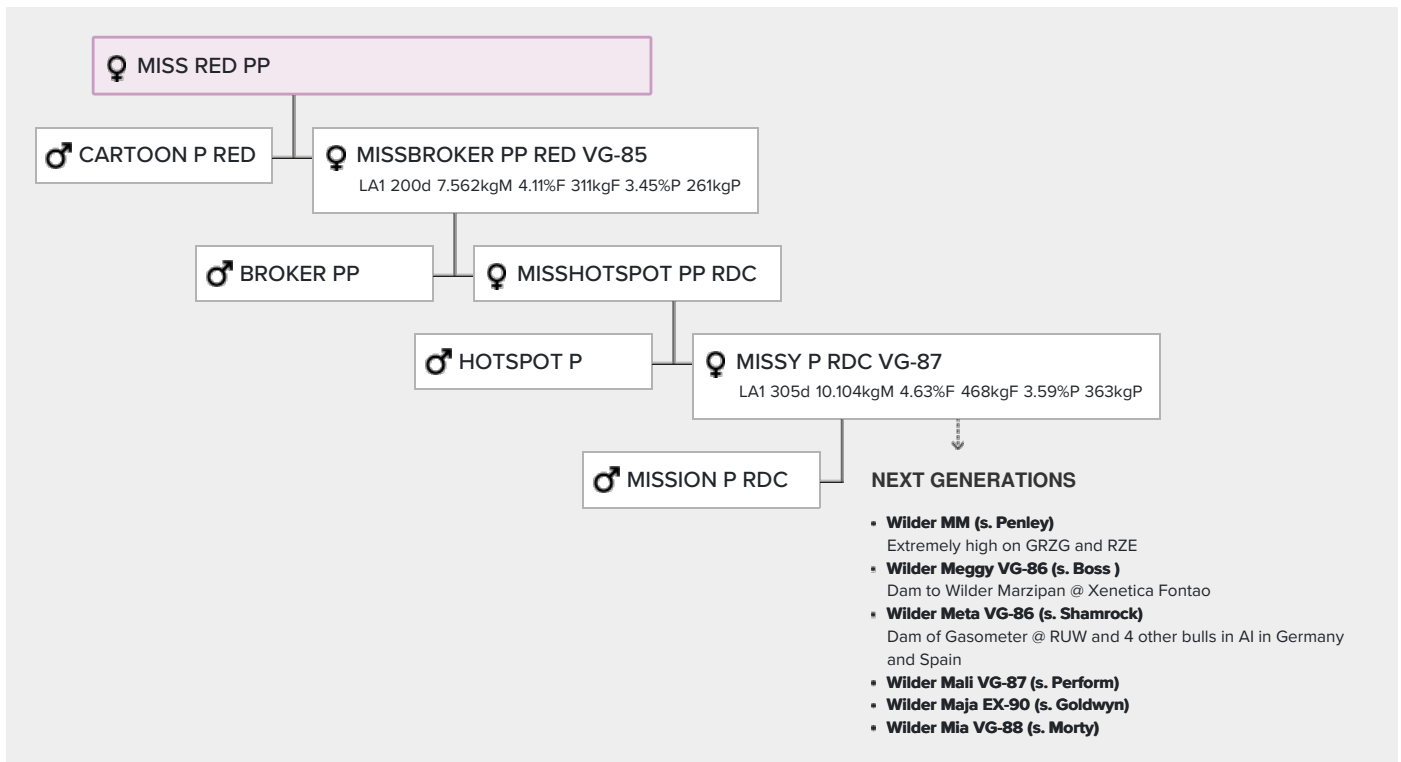 MISS RED PP
CARTOON P RED
MISSBROKER PP RED VG-85
LA1 200d 7.562kgM 4.11%F 311kgF 3.45%P 261kgP
BROKER PP
MISSHOTSPOT PP RDC
HOTSPOT P
MISSY P RDC VG-87
LA1 305d 10.104kgM 4.63%F 468kgF 3.59%P 363kgP
MISSION P RDC
NEXT GENERATIONS
Wilder MM (s. Penley)
Extremely high on GRZG and RZE
Wilder Meggy VG-86 (s. Boss )
Dam to Wilder Marzipan @ Xenetica Fontao
Wilder Meta VG-86 (s. Shamrock)
Dam of Gasometer @ RUW and 4 other bulls in AI in Germany
and Spain
Wilder Mali VG-87 (s. Perform)
Wilder Maja EX-90 (s. Goldwyn)
Wilder Mia VG-88 (s. Morty)